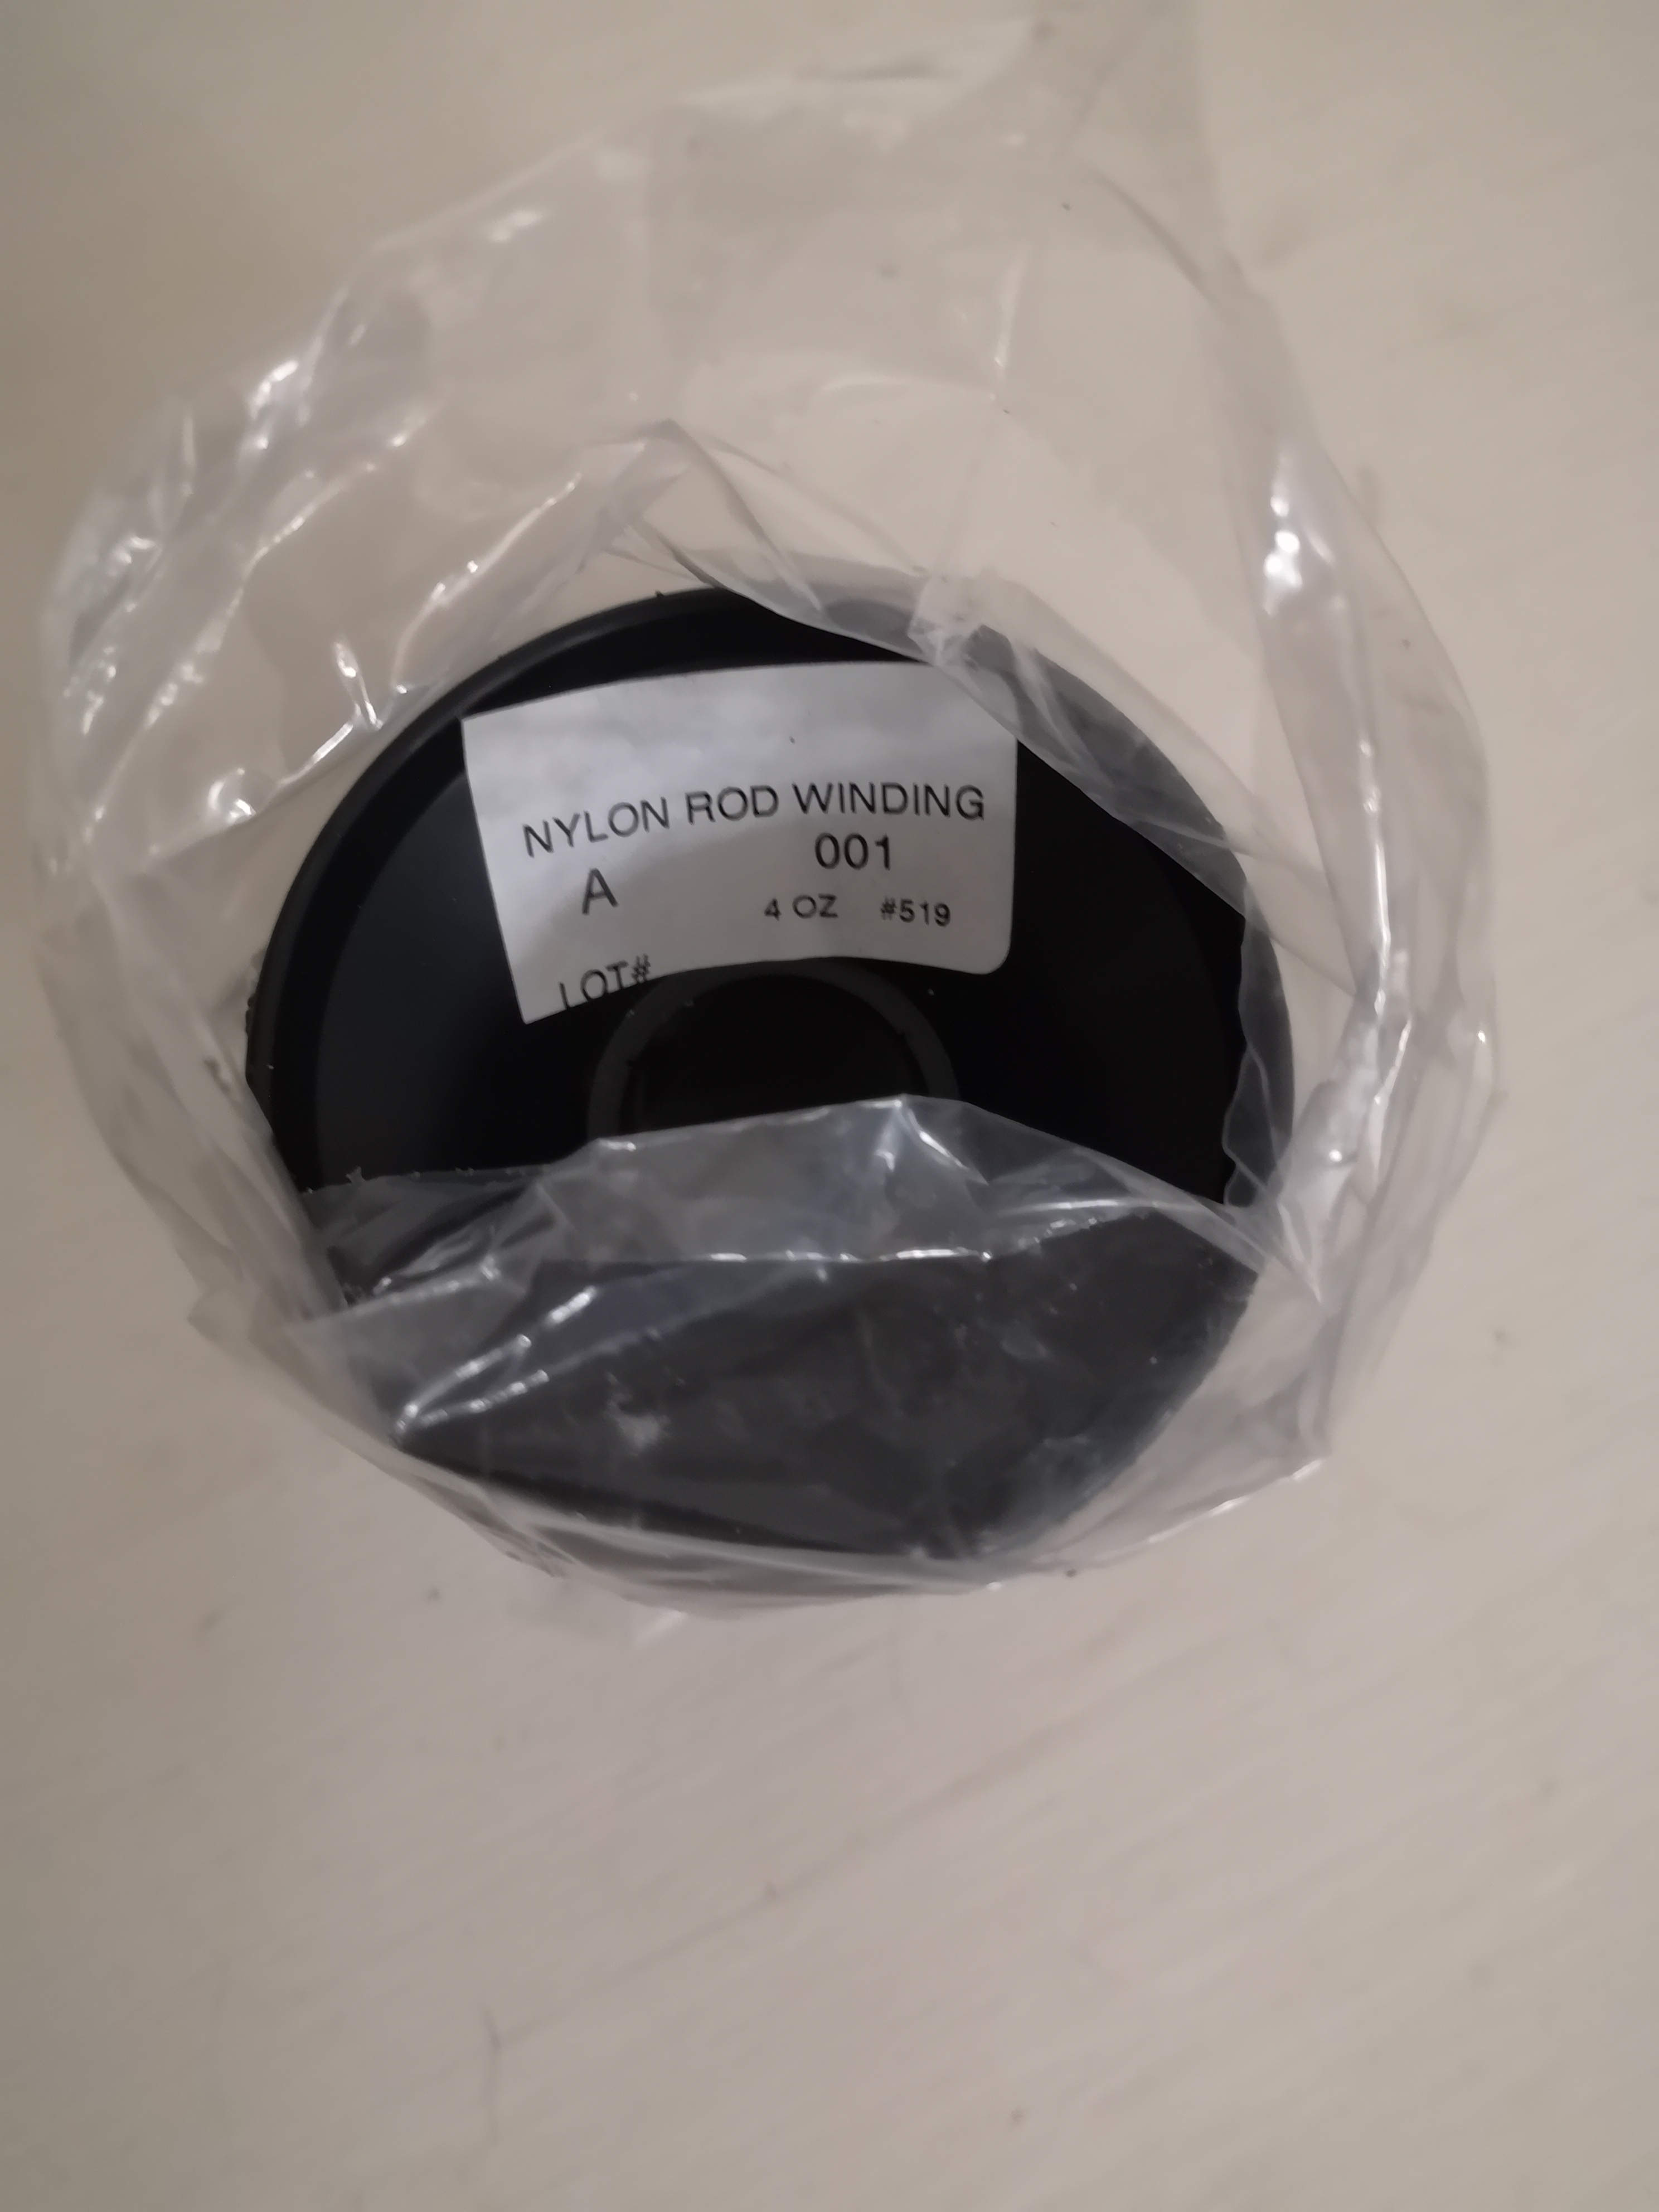 NYLON ROD WINDING
001
A
4 OZ #519
LOT#